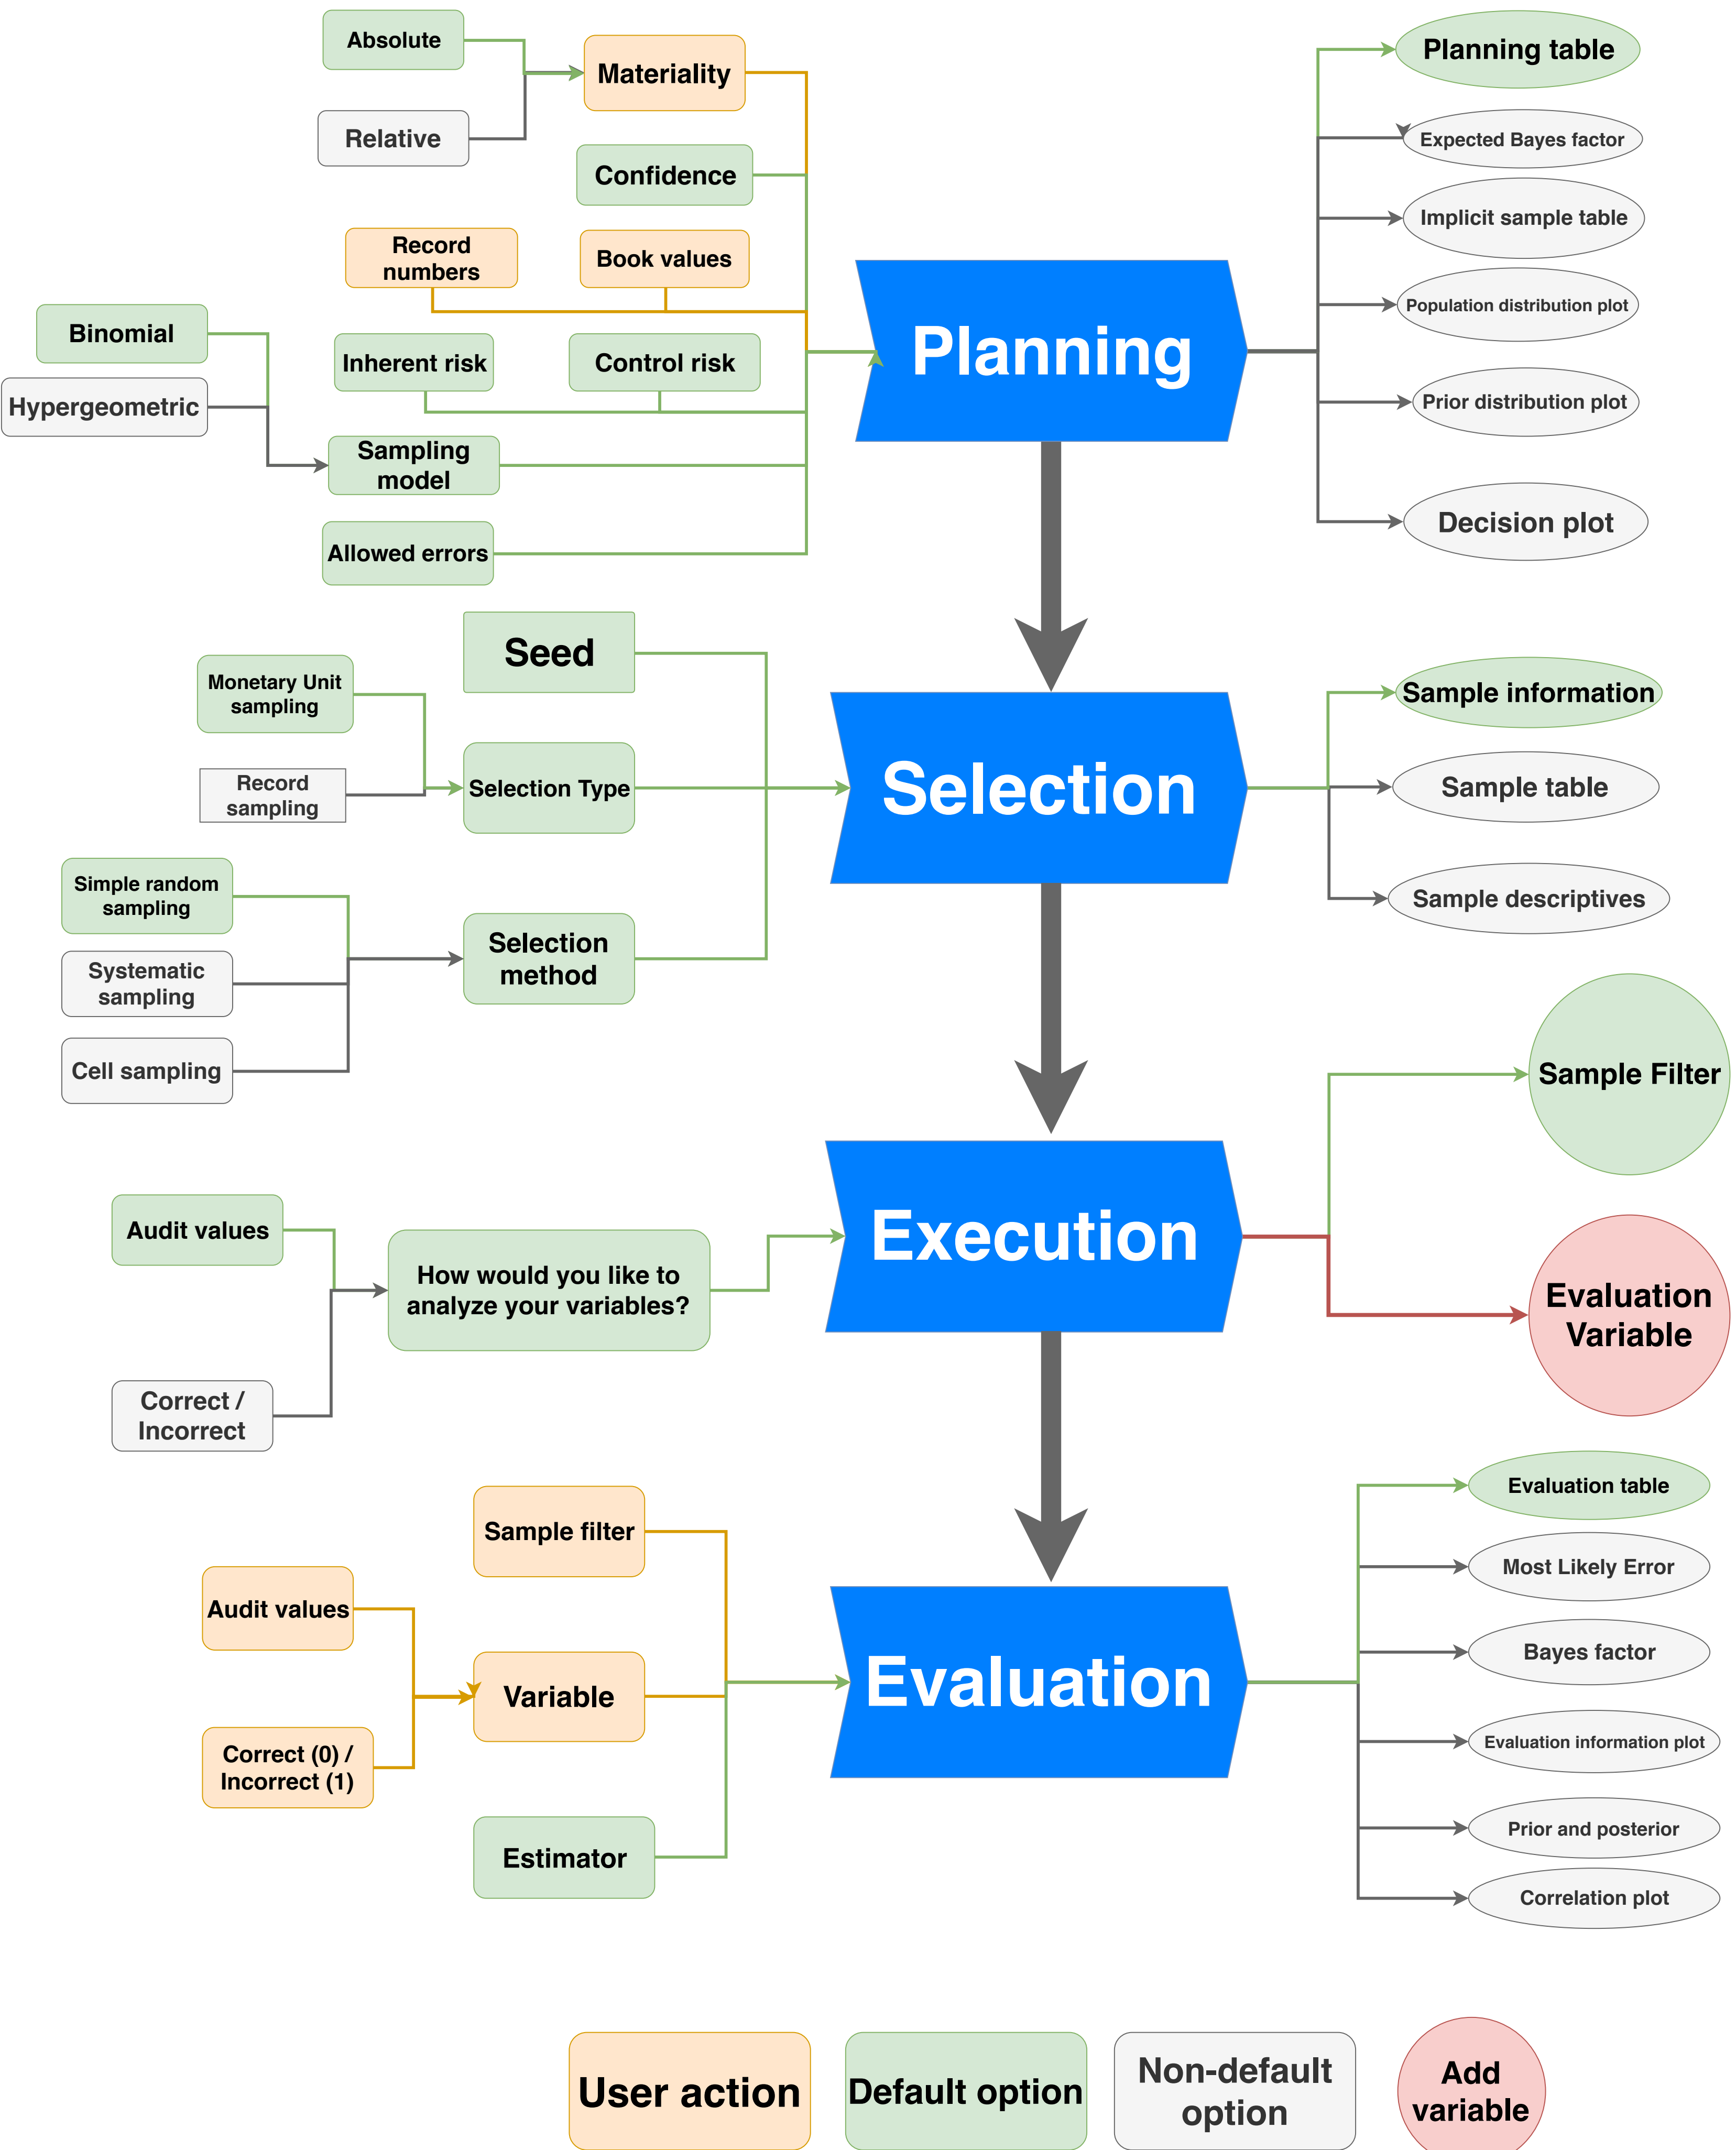 Absolute
Materiality
Relative
Confidence
Record
numbers
Book values
Binomial
Hypergeometric
Inherent risk
Control risk
Sampling
model
Allowed errors
Planning
Planning table
Expected Bayes factor
Implicit sample table
Population distribution plot
Prior distribution plot
Decision plot
Seed
Monetary Unit
sampling
Record
sampling
Selection Type
Simple random
sampling
Systematic
sampling
Cell sampling
Selection
method
Selection
Sample information
Sample table
Sample descriptives
Audit values
Correct /
Incorrect
How would you like to
analyze your variables?
Execution
Sample Filter
Evaluation
Variable
Sample filter
Audit values
Correct (0) /
Incorrect (1)
Variable
Estimator
Evaluation
Evaluation table
Most Likely Error
Bayes factor
Evaluation information plot
Prior and posterior
Correlation plot
User action
Default option
Non-default
option
Add
variable